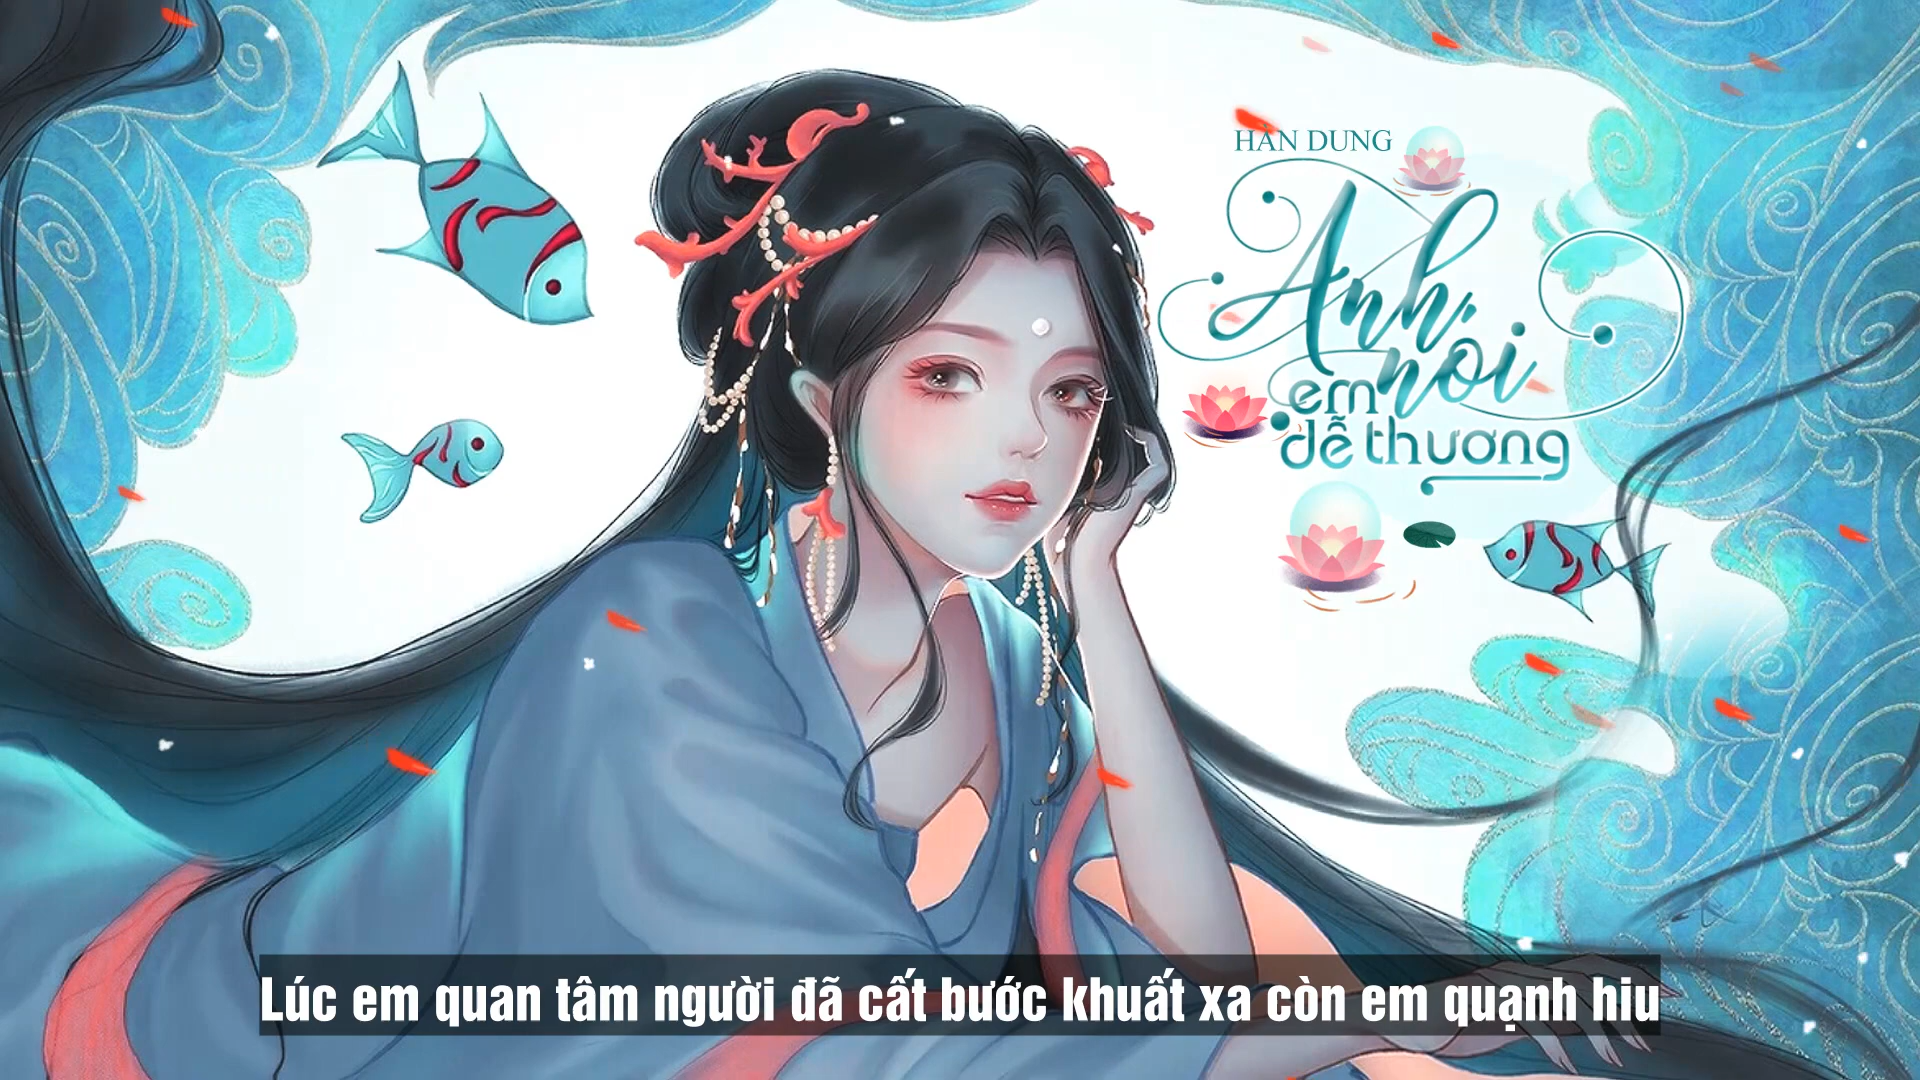 HÀN DUNG
Anh nói
em
dễ thương
Lúc em quan tâm người đã cất bước khuất xa còn em quạnh hiu